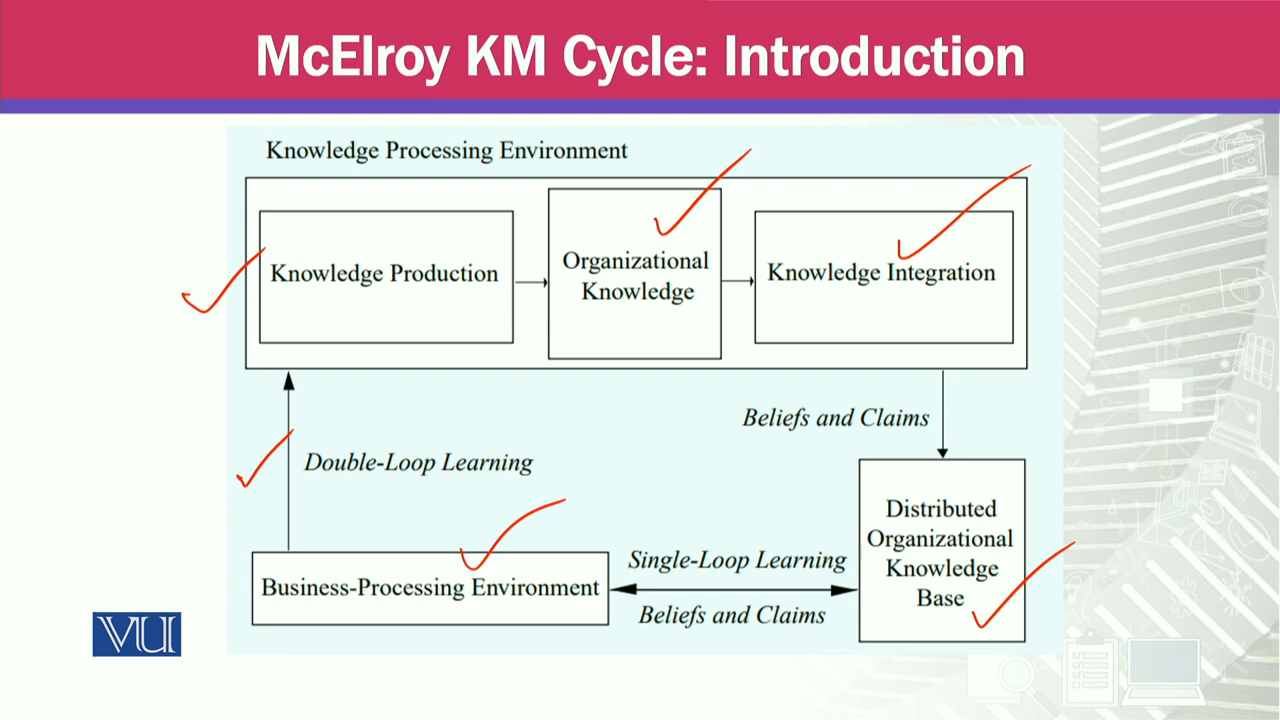 McElroy KM Cycle: Introduction
Knowledge Processing Environment
Knowledge Production
Organizational
Knowledge
Knowledge Integration
Beliefs and Claims
Double-Loop Learning
Distributed
Organizational
Knowledge
Base
Single-Loop Learning
Business-Processing Environment
Beliefs and Claims
VU